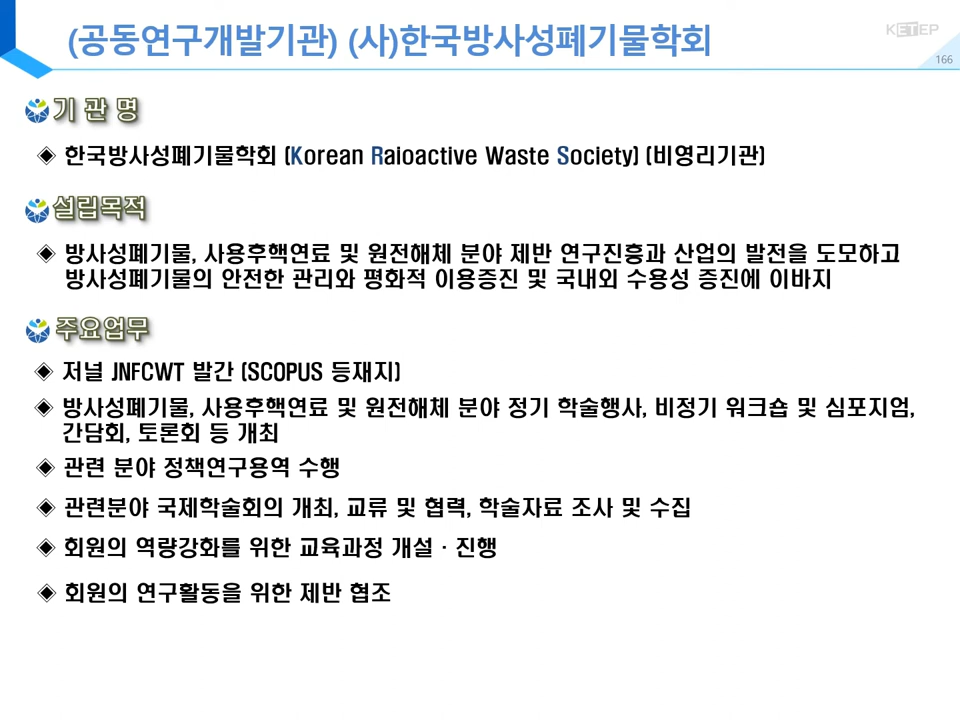 (공동연구개발기관) (사)한국방사성폐기물학회
KETEP
166
기 관 명
◈ 한국방사성폐기물학회 (Korean Raioactive Waste Society) (비영리기관)
설립목적
◈ 방사성폐기물, 사용후핵연료 및 원전해체 분야 제반 연구진흥과 산업의 발전을 도모하고
방사성폐기물의 안전한 관리와 평화적 이용증진 및 국내외 수용성 증진에 이바지
주요업무
◈ 저널 JNFCWT 발간 (SCOPUS 등재지)
◈ 방사성폐기물, 사용후핵연료 및 원전해체 분야 정기 학술행사, 비정기 워크숍 및 심포지엄,
간담회, 토론회 등 개최
◈ 관련 분야 정책연구용역 수행
◈ 관련분야 국제학술회의 개최, 교류 및 협력, 학술자료 조사 및 수집
◈ 회원의 역량강화를 위한 교육과정 개설 · 진행
◈ 회원의 연구활동을 위한 제반 협조